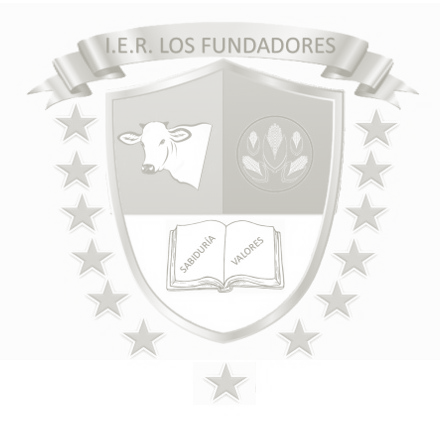 I.E.R. LOS FUNDADORES
SABIDURÍA
VALORES